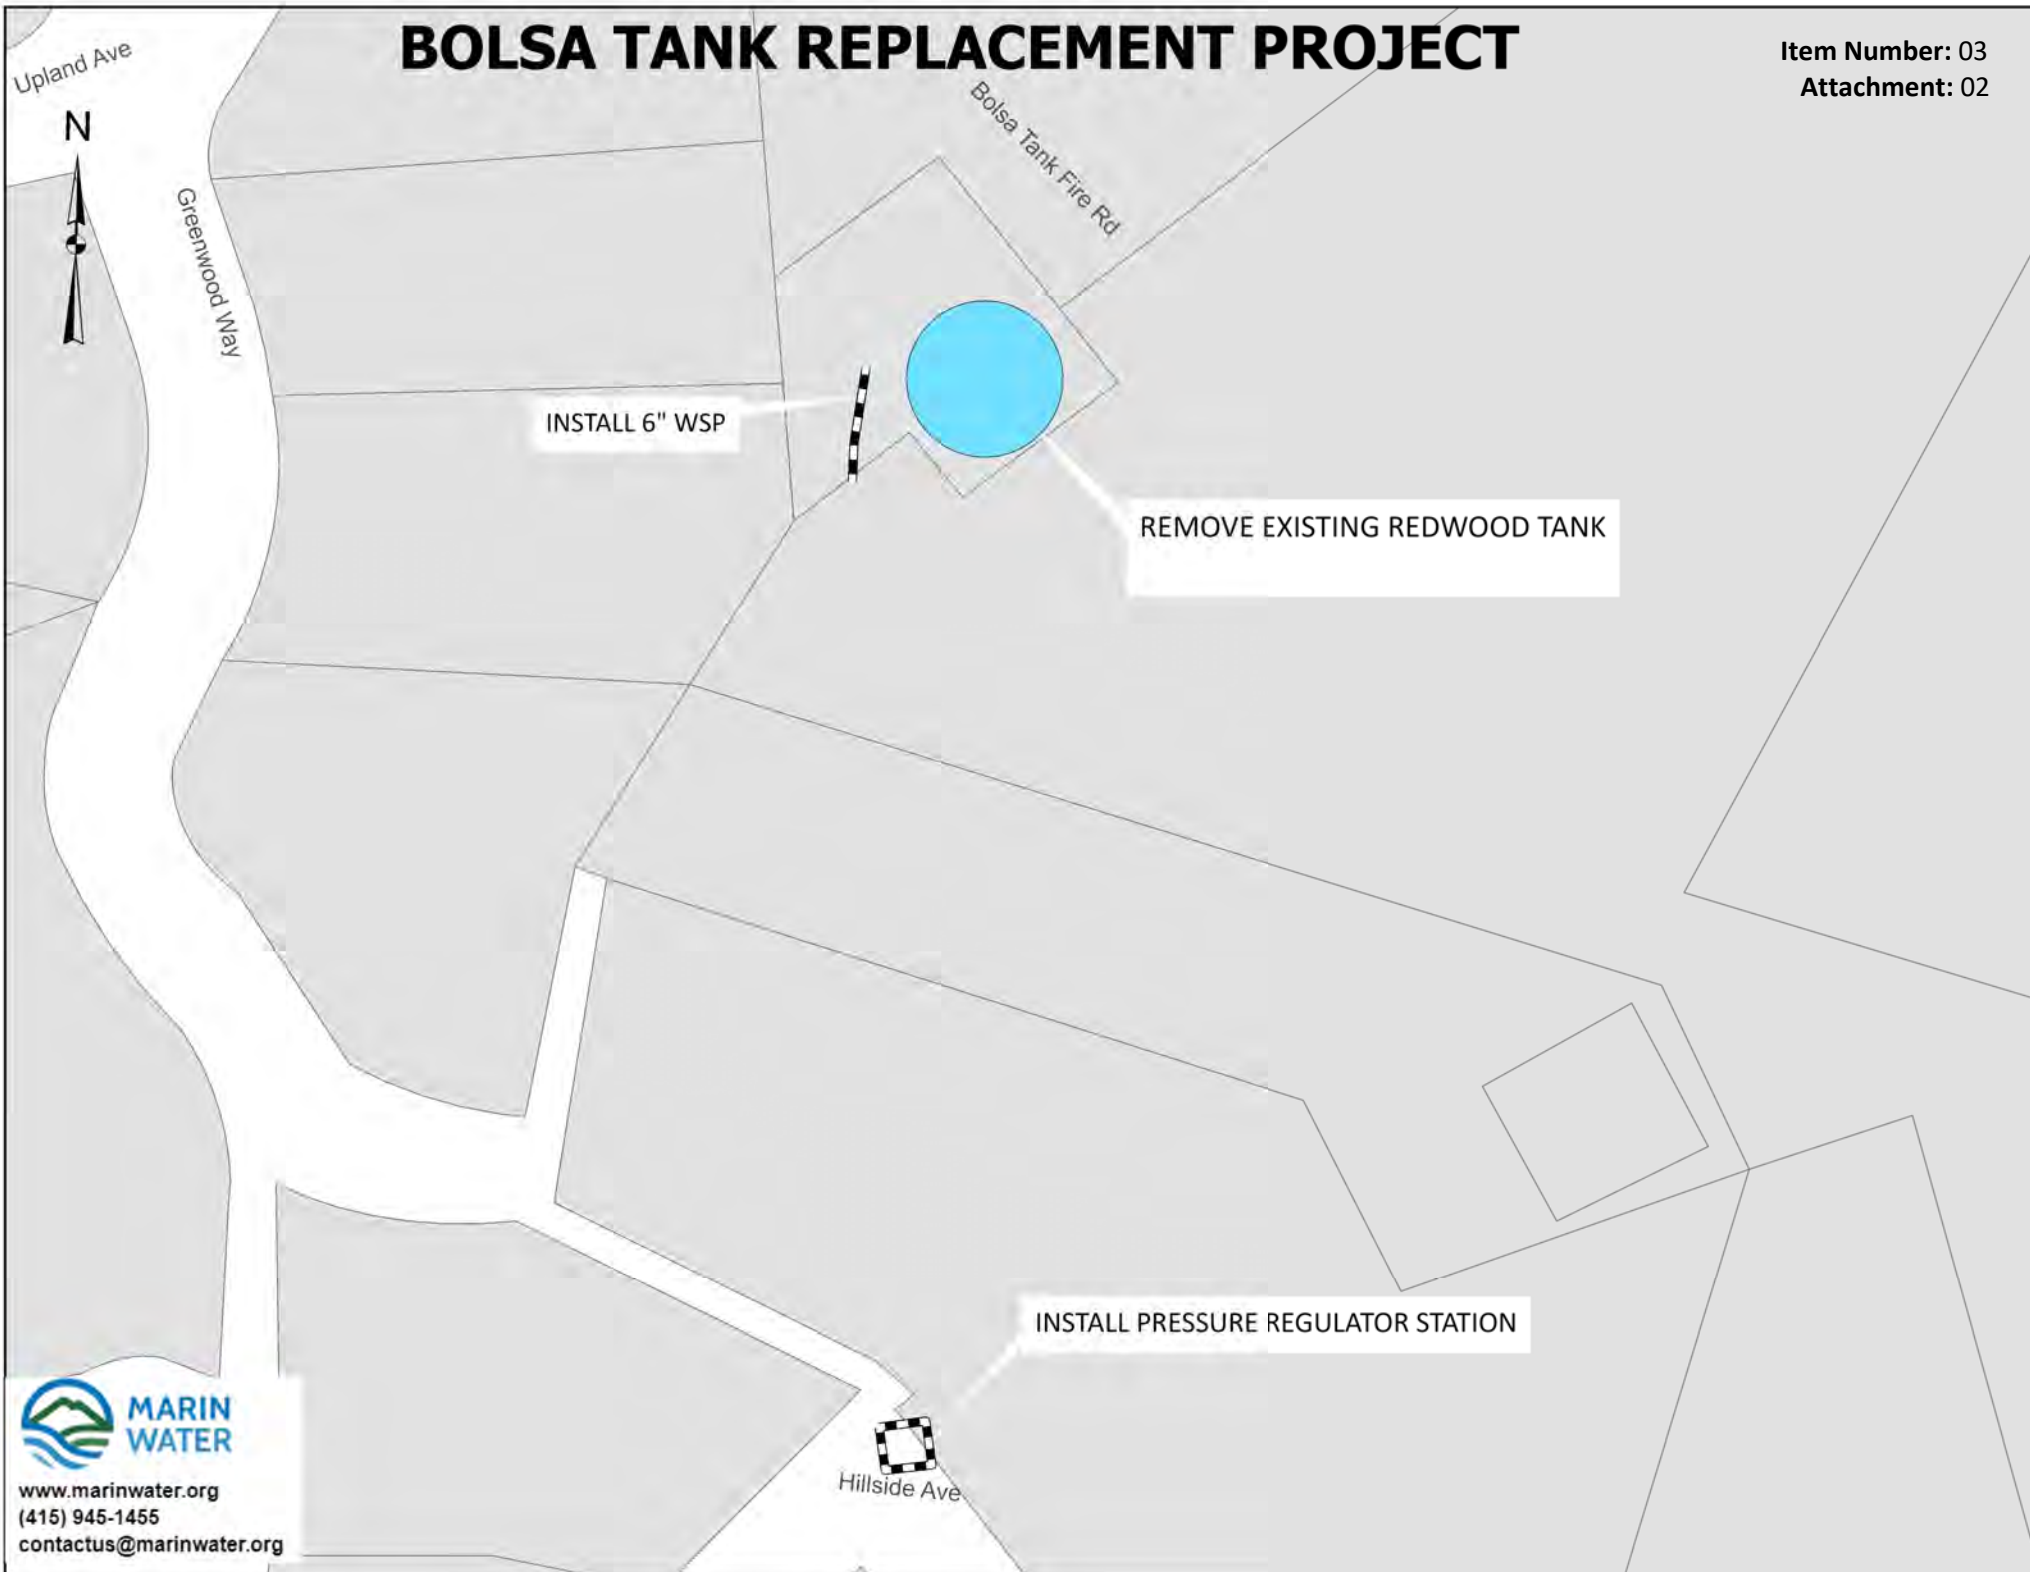 BOLSA TANK REPLACEMENT PROJECT
Item Number: 03
Attachment: 02
Upland Ave
N
Greenwood Way
Bolsa Tank Fire Rd
INSTALL 6" WSP
REMOVE EXISTING REDWOOD TANK
INSTALL PRESSURE REGULATOR STATION
Hillside Ave
MARIN
WATER
www.marinwater.org
(415) 945-1455
contactus@marinwater.org